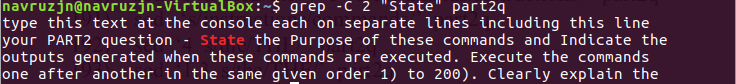 navruzjn@navruzjn-VirtualBox:~$ grep -C 2 "State" part2q
type this text at the console each on separate lines including this line
your PART2 question - State the Purpose of these commands and Indicate the
outputs generated when these commands are executed. Execute the commands
one after another in the same given order 1) to 200). Clearly explain the